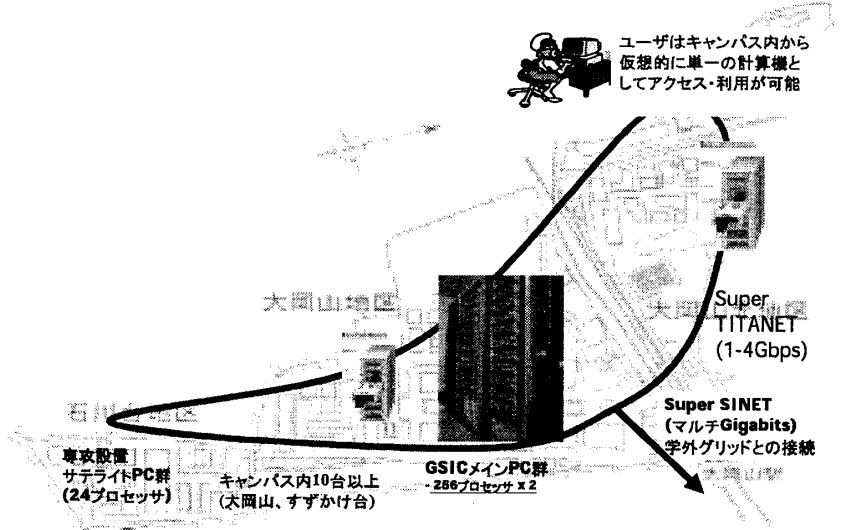 ユーザはキャンパス内から
仮想的に単一の計算機と
してアクセス・利用が可能
大岡山地区
Super
TITANET
(1-4Gbps)
Super SINET
(マルチGigabits)
学外グリッドとの接続
専攻設置
サテライトPC群
(24プロセッサ)
キャンパス内10台以上
(大岡山、すずかけ台)
GSICメインPC群
- 256プロセッサ x 2